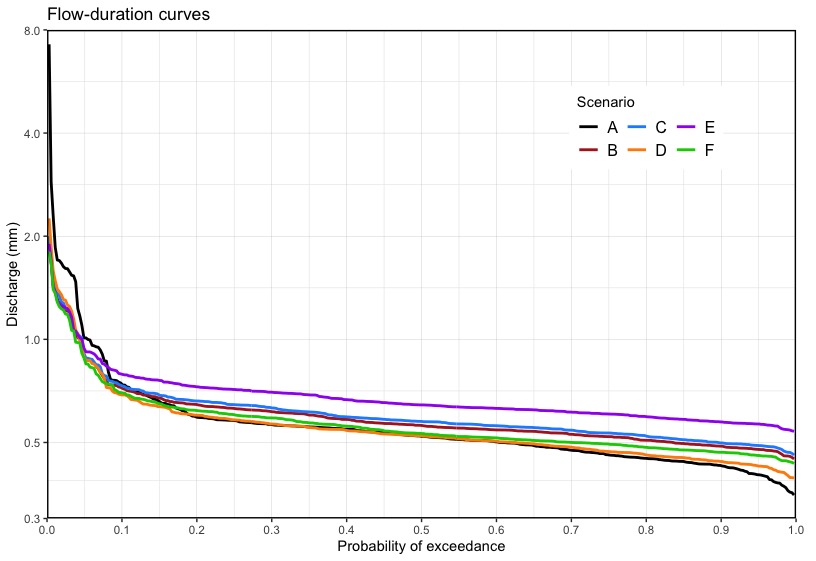 Flow-duration curves
8.0
4.0
2.0
1.0
0.5
0.3
Discharge (mm)
Scenario
A C E
B D F
0.0 0.1 0.2 0.3 0.4 0.5 0.6 0.7 0.8 0.9 1.0
Probability of exceedance